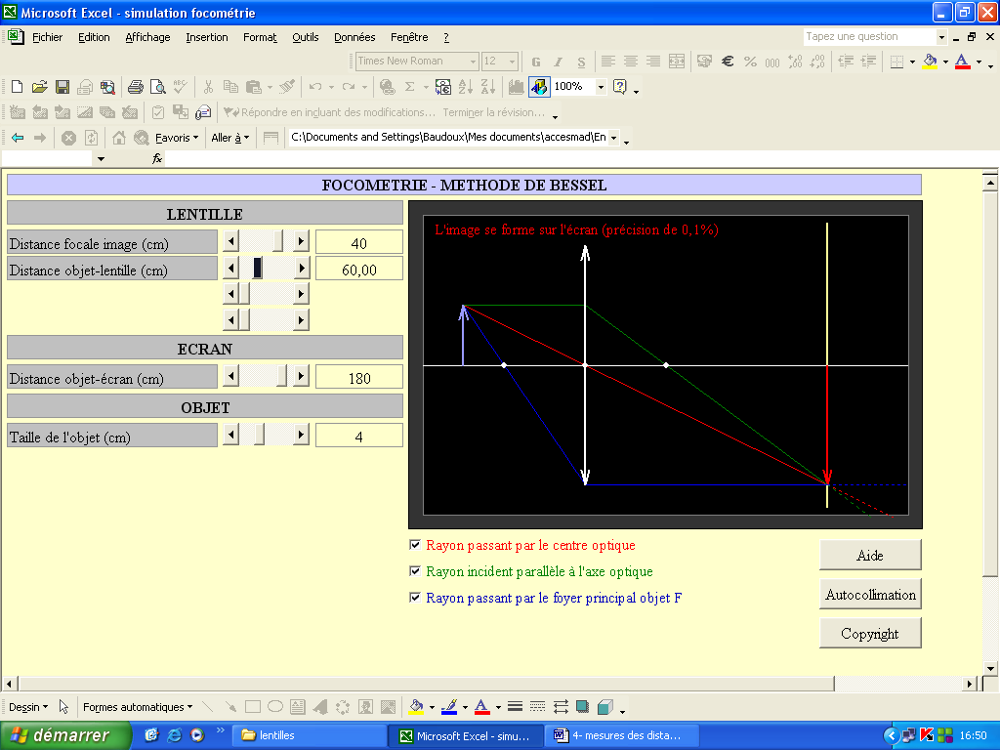 Microsoft Excel - simulation focométrie
Fichier Edition Affichage Insertion Format Outils Données Fenêtre ? Tapez une question
Times New Roman 12 G I S € % 000
100%
Répondre en incluant des modifications... Terminer la révision...
Favoris Aller à C:\Documents and Settings\Baudoux\Mes documents\accesmad\En
fx
FOCOMETRIE - METHODE DE BESSEL
LENTILLE
Distance focale image (cm) 40
Distance objet-lentille (cm) 60,00
ECRAN
Distance objet-écran (cm) 180
OBJET
Taille de l'objet (cm) 4
L'image se forme sur l'écran (précision de 0,1%)
Rayon passant par le centre optique
Rayon incident parallèle à l'axe optique
Rayon passant par le foyer principal objet F
Aide
Autocollimation
Copyright
Dessin Formes automatiques
démarrer lentilles Microsoft Excel - simu... 4- mesures des dista... 16:50